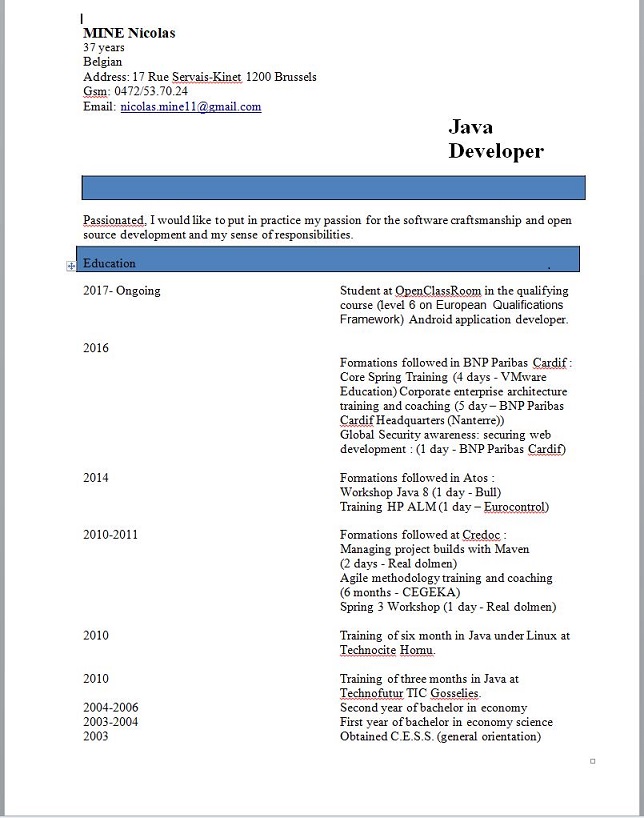 MINE Nicolas
37 years
Belgian
Address: 17 Rue Servais-Kinet 1200 Brussels
Gsm: 0472/53.70.24
Email: nicolas.mine11@gmail.com
Java
Developer
Passionated, I would like to put in practice my passion for the software craftsmanship and open
source development and my sense of responsibilities.
Education .
2017- Ongoing Student at OpenClassRoom in the qualifying
course (level 6 on European Qualifications
Framework) Android application developer.
2016
Formations followed in BNP Paribas Cardif :
Core Spring Training (4 days - VMware
Education) Corporate enterprise architecture
training and coaching (5 day – BNP Paribas
Cardif Headquarters (Nanterre))
Global Security awareness: securing web
development : (1 day - BNP Paribas Cardif)
2014 Formations followed in Atos :
Workshop Java 8 (1 day - Bull)
Training HP ALM (1 day – Eurocontrol)
2010-2011 Formations followed at Credoc :
Managing project builds with Maven
(2 days - Real dolmen)
Agile methodology training and coaching
(6 months - CEGEKA)
Spring 3 Workshop (1 day - Real dolmen)
2010 Training of six month in Java under Linux at
Technocite Hornu.
2010 Training of three months in Java at
Technofutur TIC Gosselies.
2004-2006 Second year of bachelor in economy
2003-2004 First year of bachelor in economy science
2003 Obtained C.E.S.S. (general orientation)